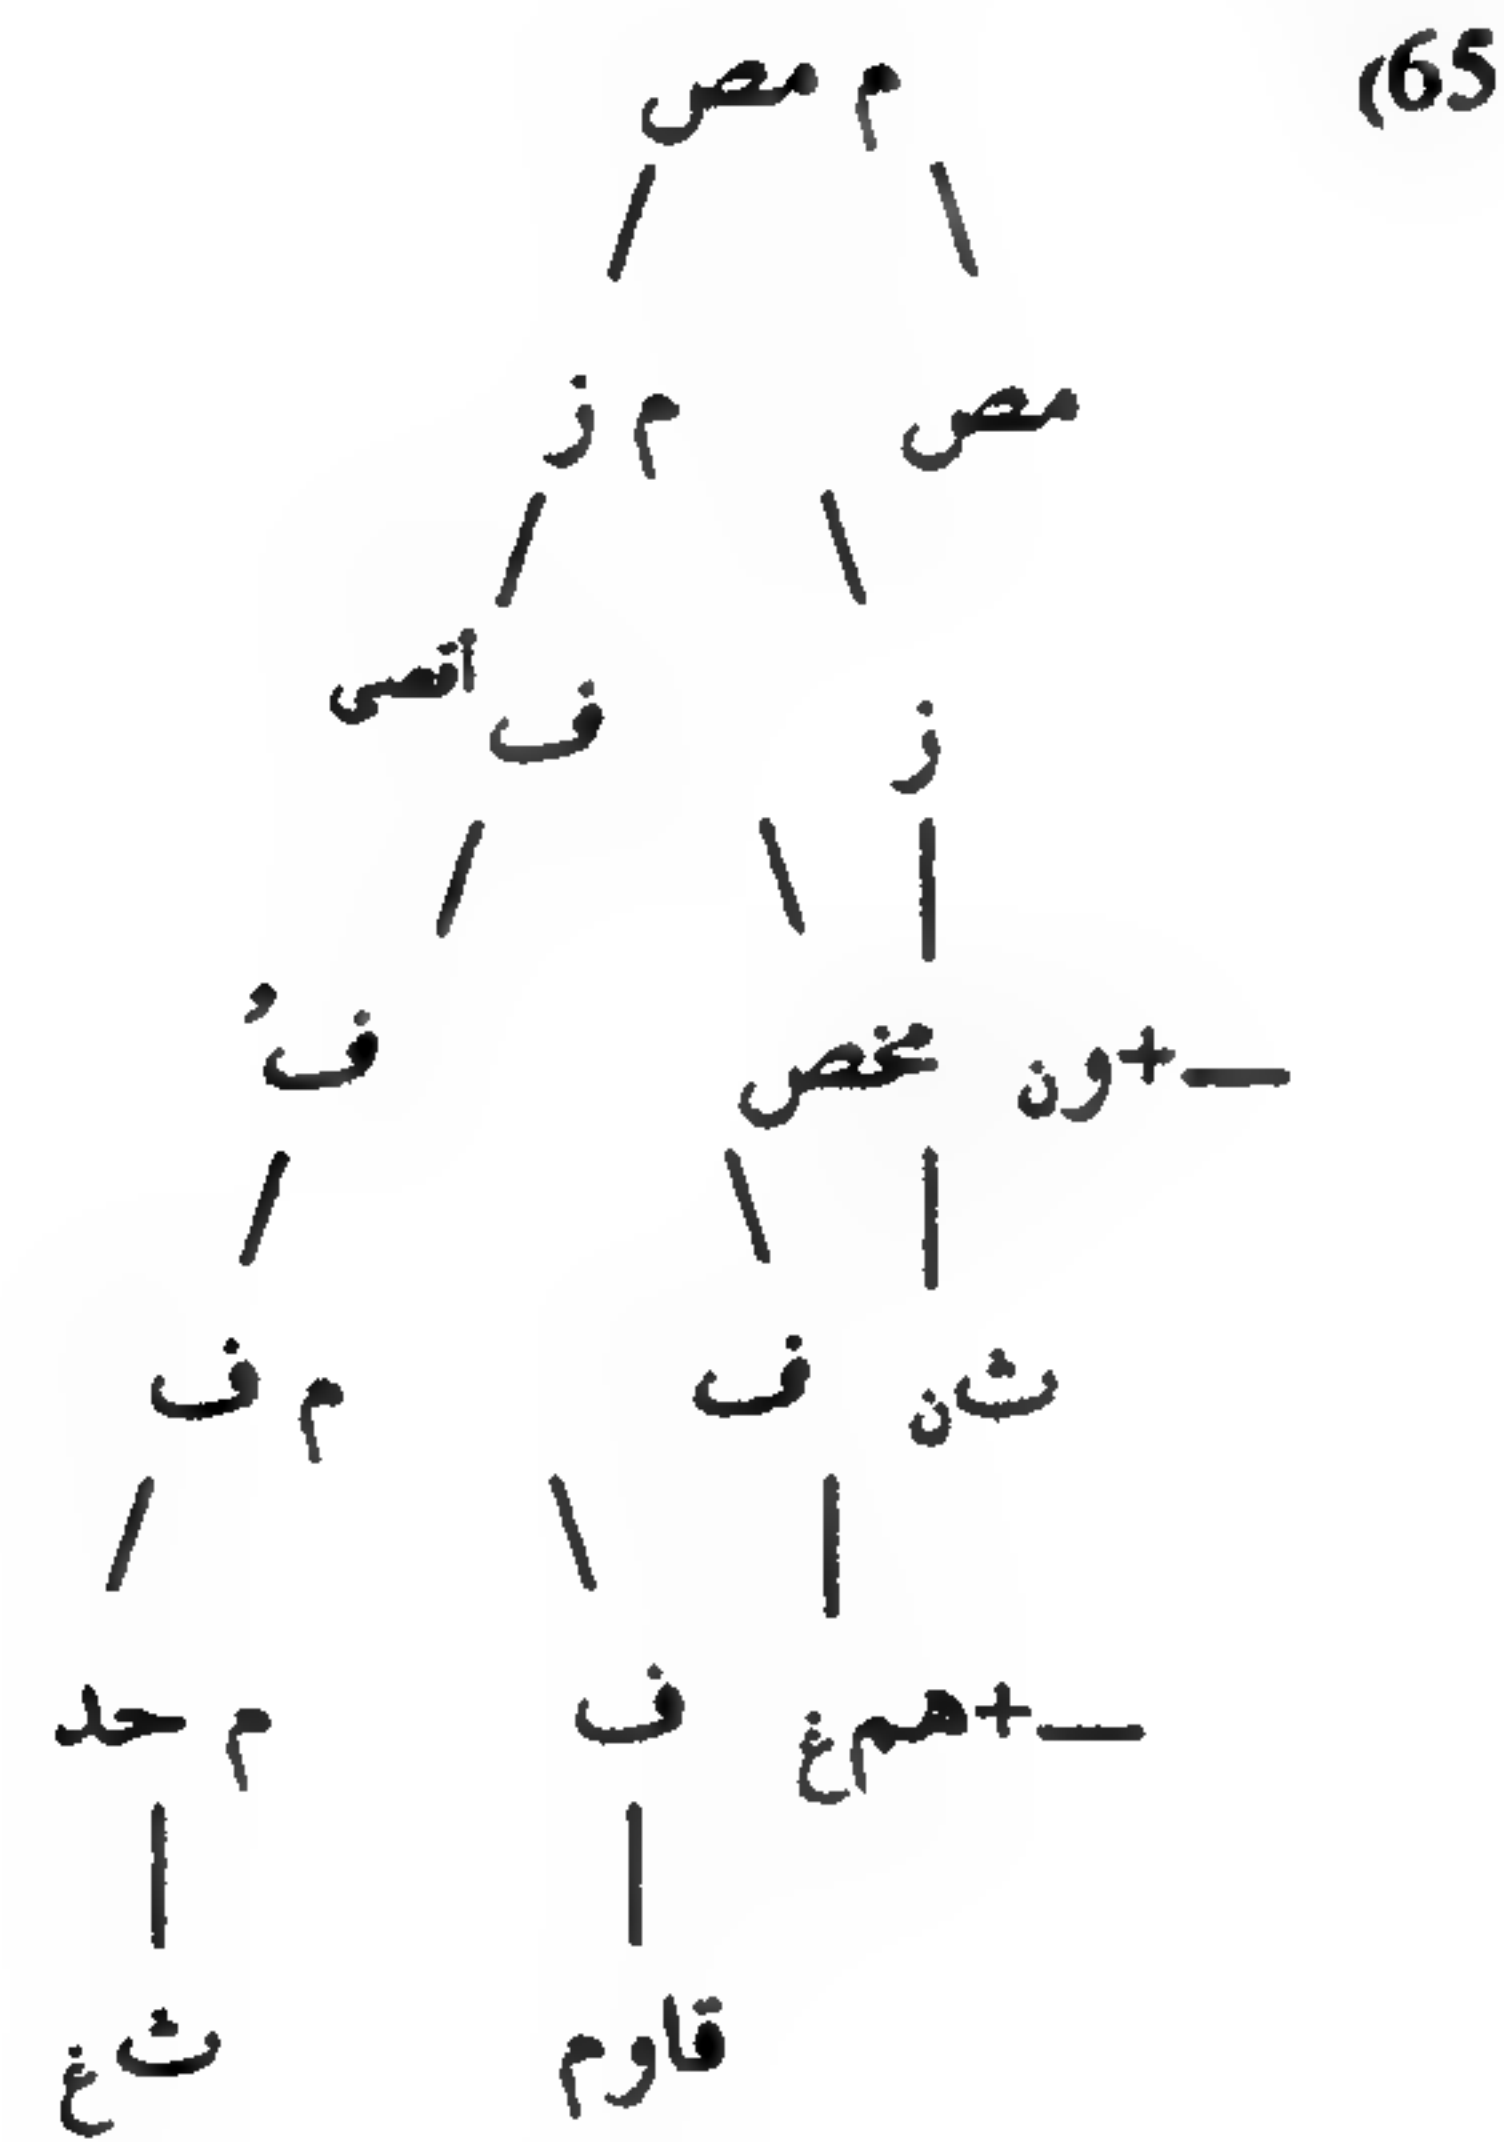 (65
م مص
مص م ز
ز ف أقصى
ــ+ون مخص فَ
ثن ف م ف
ــ+همغ ف م حد
قاوم ثغ